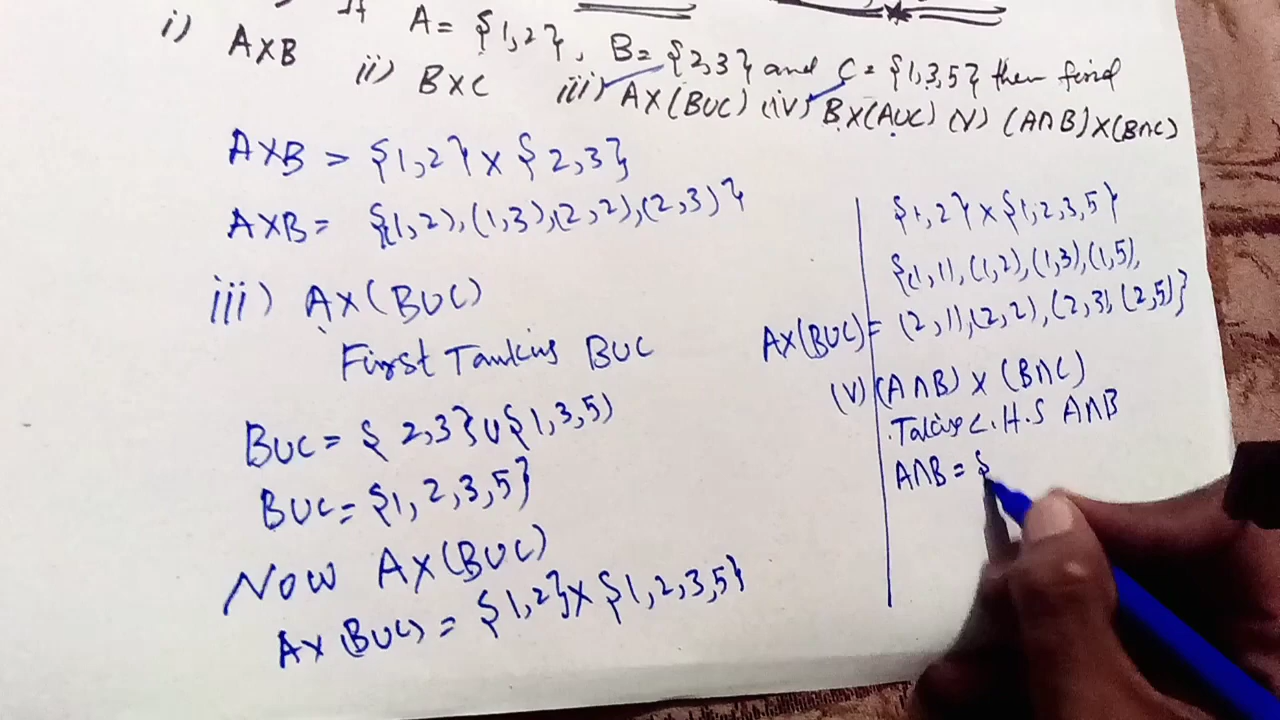 If A = {1,2}, B = {2,3} and C = {1,3,5} then find
i) A×B ii) B×C iii) A×(B∪C) (iv) B×(A∪C) (v) (A∩B)×(B∩C)
A×B = {1,2} × {2,3}
A×B = {(1,2),(1,3),(2,2),(2,3)}
iii) A×(B∪C)
First Tankins B∪C
B∪C = {2,3}∪{1,3,5)
B∪C = {1,2,3,5}
Now A×(B∪C)
A×(B∪C) = {1,2}×{1,2,3,5}
{1,2}×{1,2,3,5}
{(1,1),(1,2),(1,3),(1,5),
A×(B∪C)= (2,1),(2,2),(2,3),(2,5)}
(v) (A∩B) × (B∩C)
Taking L.H.S A∩B
A∩B = {